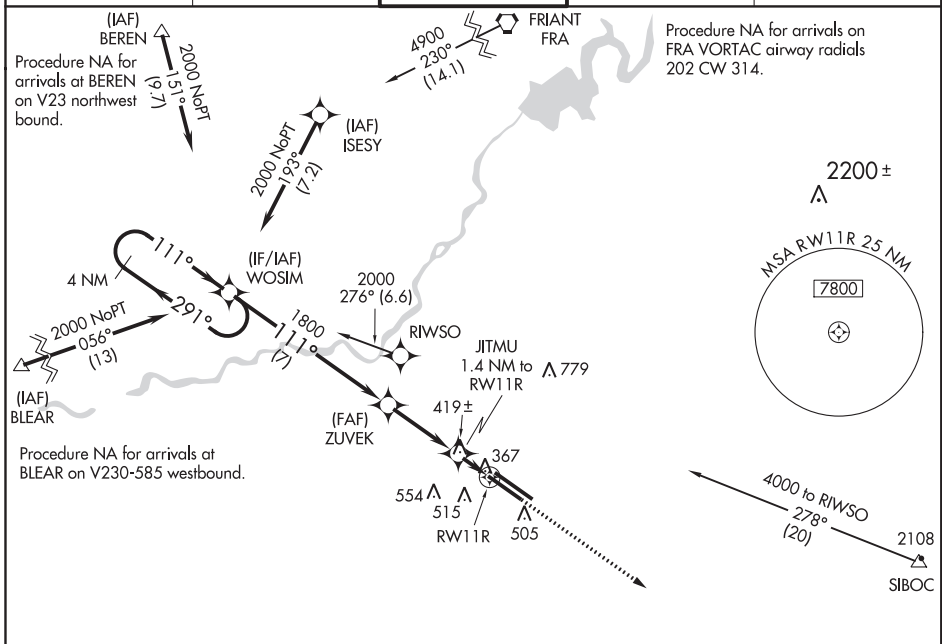 (IAF)
BEREN
Procedure NA for
arrivals at BEREN
on V23 northwest
bound.
2000 NoPT
151°
(9.7)
4900
230°
(14.1)
FRIANT
FRA
Procedure NA for arrivals on
FRA VORTAC airway radials
202 CW 314.
(IAF)
ISESY
2000 NoPT
193°
(7.2)
2200 ±
MSA RW11R 25 NM
7800
111°
4 NM
291°
(IF/IAF)
WOSIM
2000
276° (6.6)
2000 NoPT
056°
(13)
1800
111°
(7)
RIWSO
JITMU
1.4 NM to
RW11R
779
(IAF)
BLEAR
(FAF)
ZUVEK
419 ±
Procedure NA for arrivals at
BLEAR on V230-585 westbound.
367
554
515
RW11R
505
4000 to RIWSO
278°
(20)
2108
SIBOC